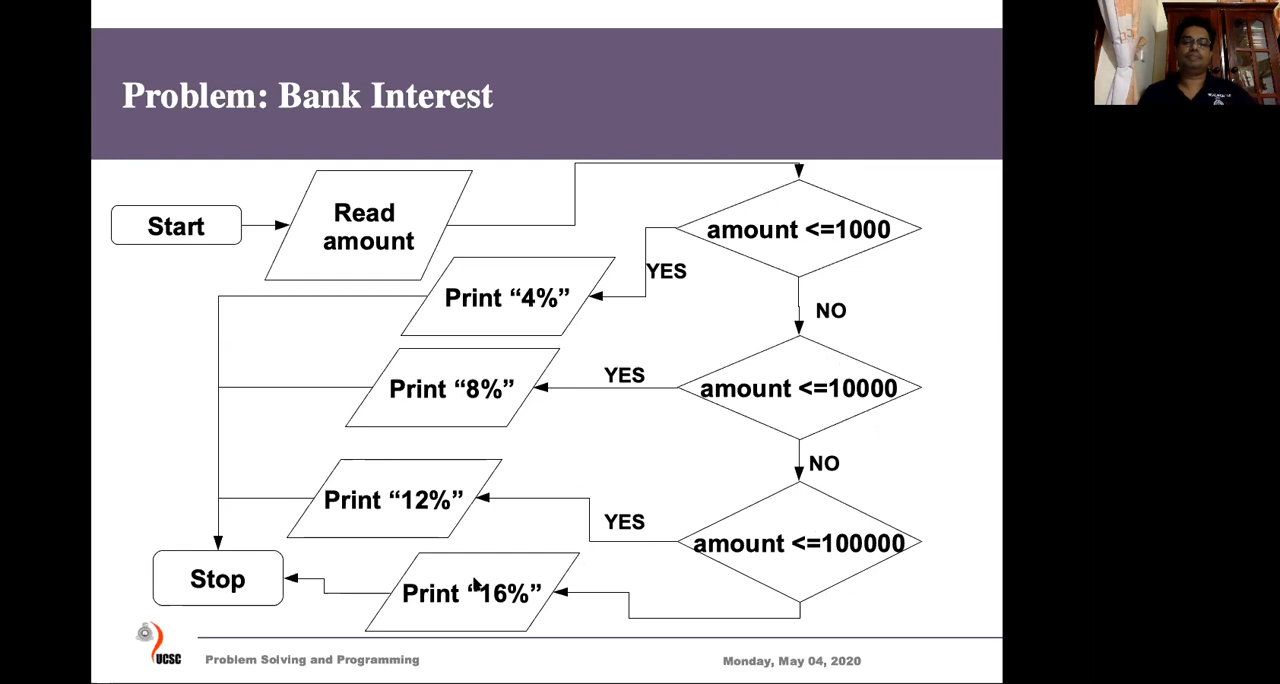 Problem: Bank Interest
Start
Read
amount
amount <=1000
YES
Print “4%”
NO
Print “8%”
YES
amount <=10000
NO
Print “12%”
YES
amount <=100000
Stop
Print “16%”
UCSC
Problem Solving and Programming
Monday, May 04, 2020